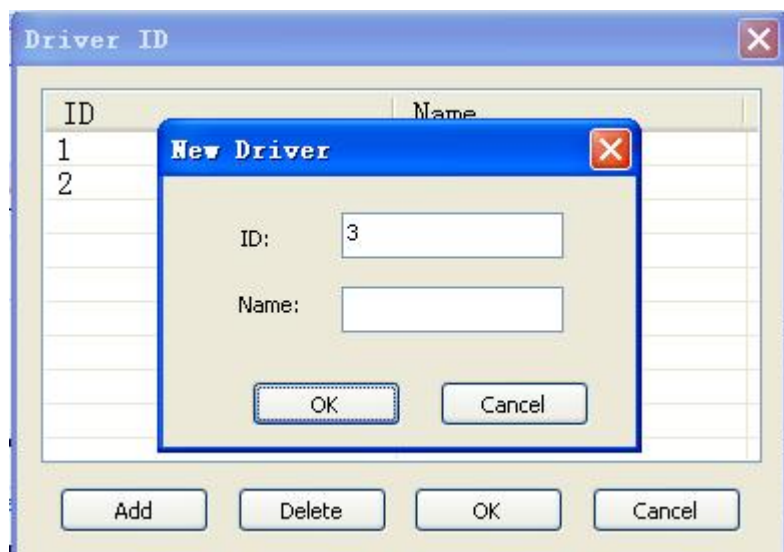 Driver ID
ID Name
1
2
New Driver
ID: 3
Name:
OK Cancel
Add Delete OK Cancel